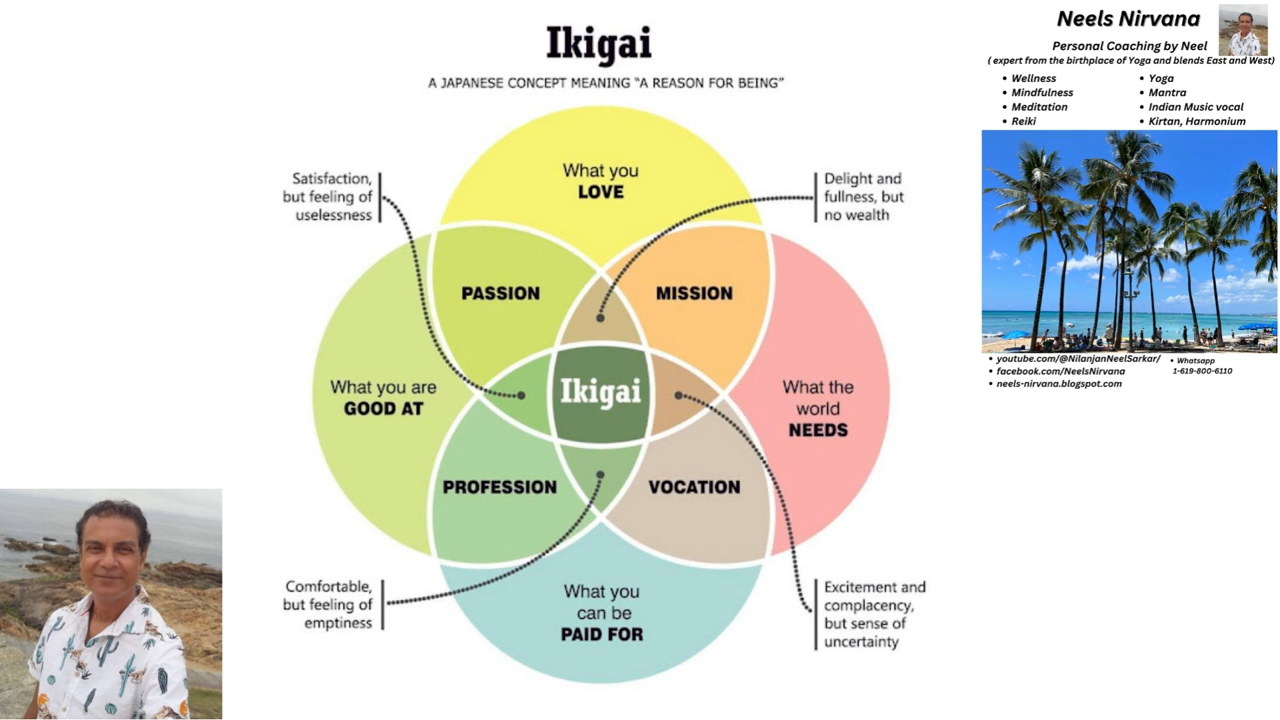 Ikigai
A JAPANESE CONCEPT MEANING “A REASON FOR BEING”
What you
LOVE
Satisfaction,
but feeling of
uselessness
Delight and
fullness, but
no wealth
PASSION
MISSION
What you are
GOOD AT
Ikigai
What the
world
NEEDS
PROFESSION
VOCATION
Comfortable,
but feeling of
emptiness
What you
can be
PAID FOR
Excitement and
complacency,
but sense of
uncertainty
Neels Nirvana
Personal Coaching by Neel
( expert from the birthplace of Yoga and blends East and West)
• Wellness
• Mindfulness
• Meditation
• Reiki
• Yoga
• Mantra
• Indian Music vocal
• Kirtan, Harmonium
• youtube.com/@NilanjanNeelSarkar/
• facebook.com/NeelsNirvana
• neels-nirvana.blogspot.com
• Whatsapp
1-619-800-6110